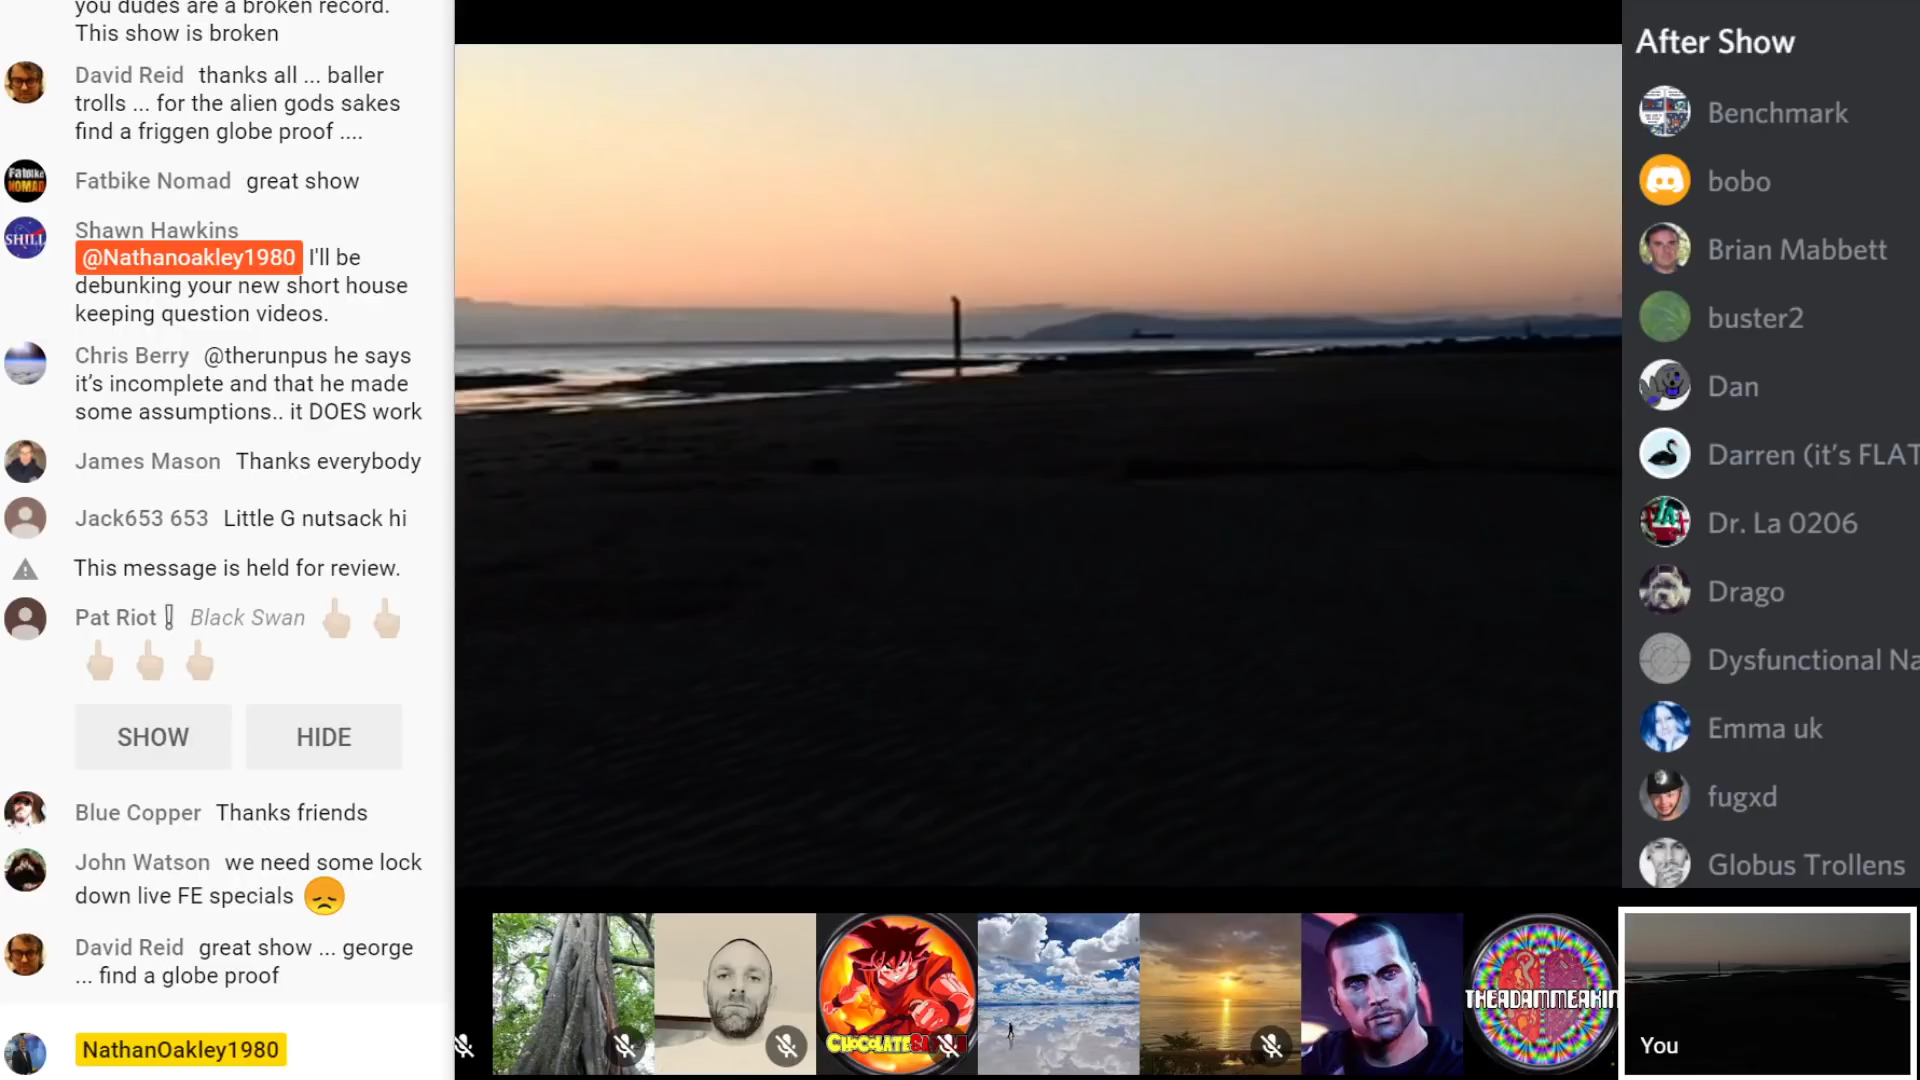 you dudes are a broken record.
This show is broken
David Reid thanks all ... baller
trolls ... for the alien gods sakes
find a friggen globe proof ....
Fatbike NOMAD
Fatbike Nomad great show
SHILL
Shawn Hawkins
@Nathanoakley1980 I'll be
debunking your new short house
keeping question videos.
Chris Berry @therunpus he says
it’s incomplete and that he made
some assumptions.. it DOES work
James Mason Thanks everybody
Jack653 653 Little G nutsack hi
This message is held for review.
Pat Riot Black Swan 🖕🏻 🖕🏻
🖕🏻 🖕🏻 🖕🏻
SHOW HIDE
Blue Copper Thanks friends
John Watson we need some lock
down live FE specials 😞
David Reid great show ... george
... find a globe proof
NathanOakley1980
After Show
Benchmark
bobo
Brian Mabbett
buster2
Dan
Darren (it’s FLAT
Dr. La 0206
Drago
Dysfunctional Na
Emma uk
fugxd
Globus Trollens
THEADAMMEAKIN
You